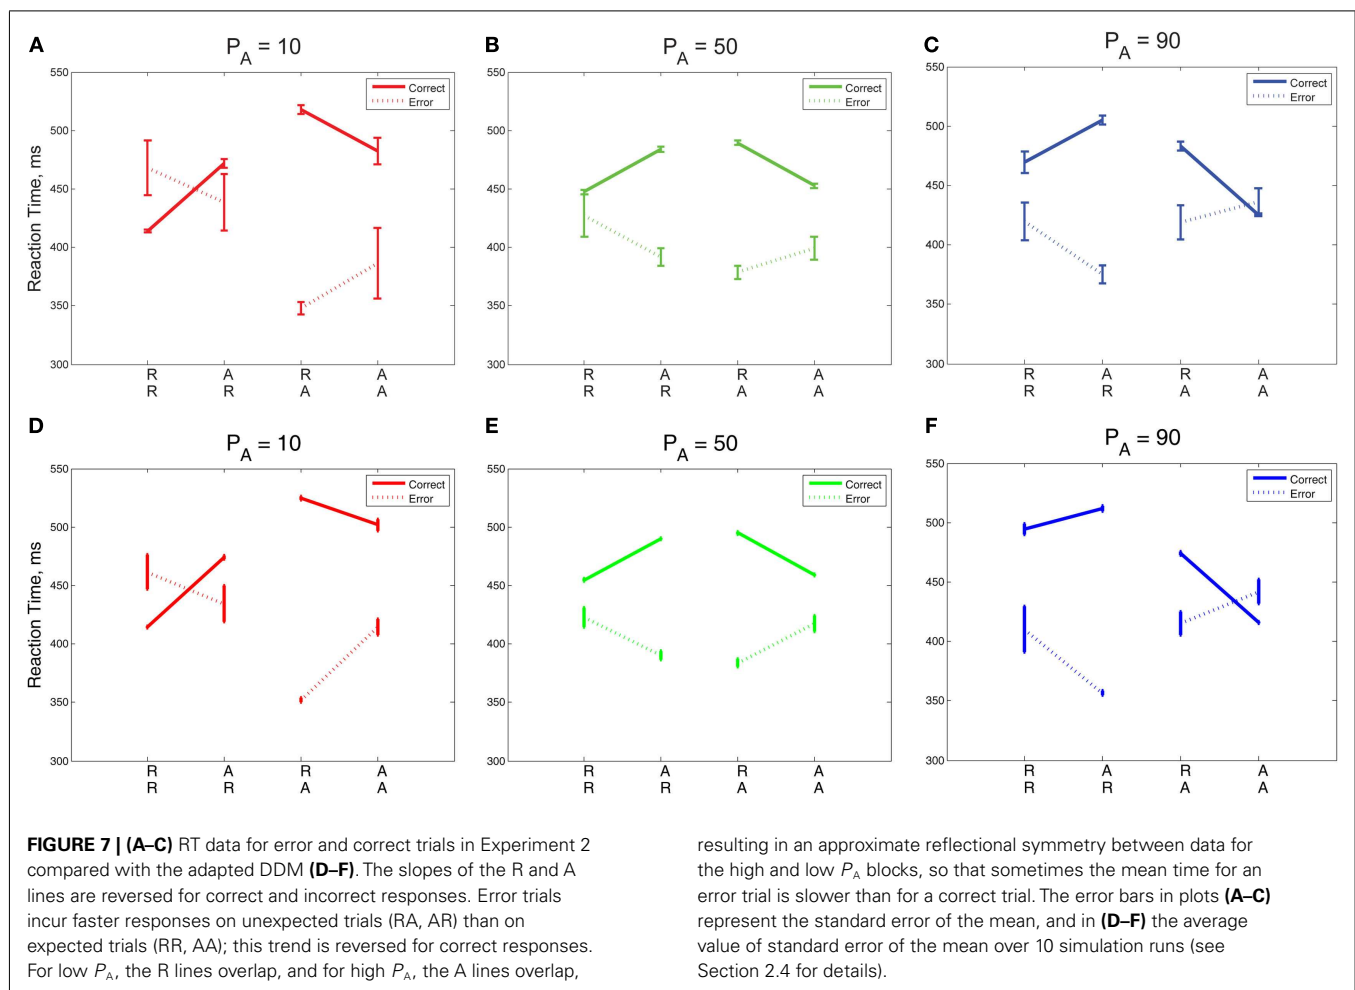 A
P_A = 10
550
500
450
400
350
300
Reaction Time, ms
Correct
Error
R A R A
R R A A
B
P_A = 50
550
500
450
400
350
300
Correct
Error
R A R A
R R A A
C
P_A = 90
550
500
450
400
350
300
Correct
Error
R A R A
R R A A
D
P_A = 10
550
500
450
400
350
300
Reaction Time, ms
Correct
Error
R A R A
R R A A
E
P_A = 50
550
500
450
400
350
300
Correct
Error
R A R A
R R A A
F
P_A = 90
550
500
450
400
350
300
Correct
Error
R A R A
R R A A
FIGURE 7 | (A–C) RT data for error and correct trials in Experiment 2
compared with the adapted DDM (D–F). The slopes of the R and A
lines are reversed for correct and incorrect responses. Error trials
incur faster responses on unexpected trials (RA, AR) than on
expected trials (RR, AA); this trend is reversed for correct responses.
For low P_A, the R lines overlap, and for high P_A, the A lines overlap,
resulting in an approximate reflectional symmetry between data for
the high and low P_A blocks, so that sometimes the mean time for an
error trial is slower than for a correct trial. The error bars in plots (A–C)
represent the standard error of the mean, and in (D–F) the average
value of standard error of the mean over 10 simulation runs (see
Section 2.4 for details).